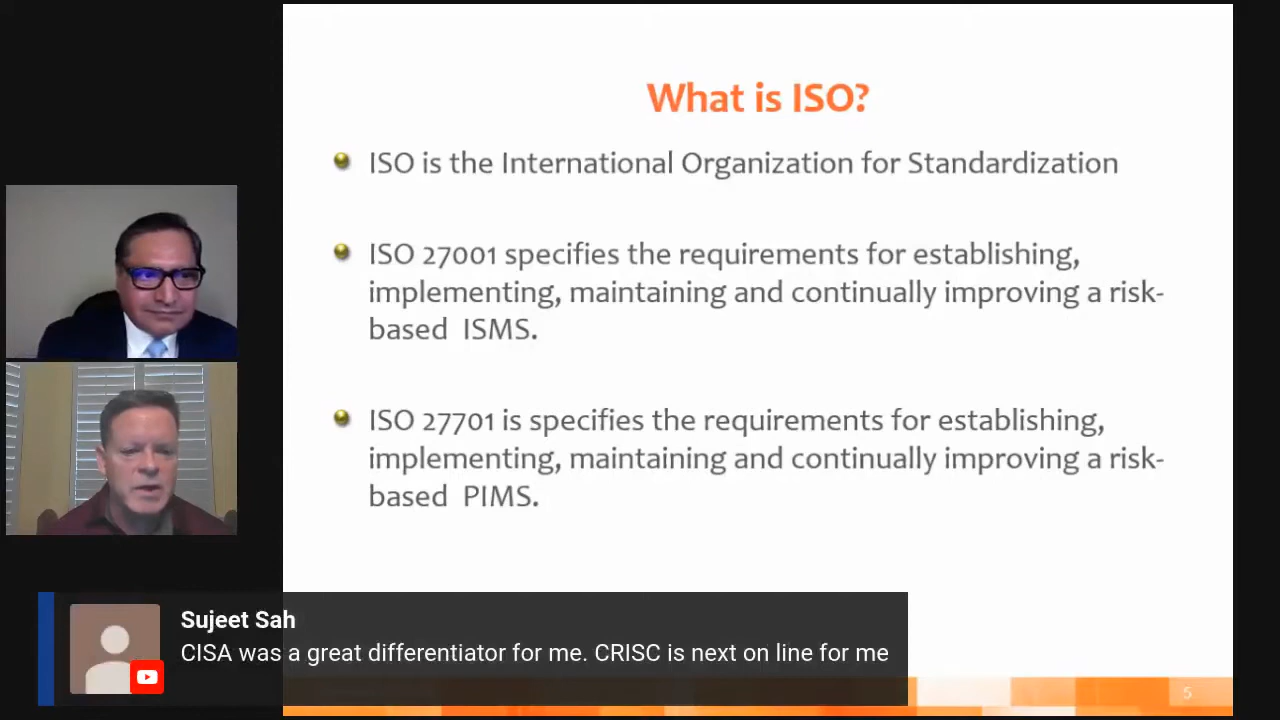 What is ISO?
ISO is the International Organization for Standardization
ISO 27001 specifies the requirements for establishing,
implementing, maintaining and continually improving a risk-
based ISMS.
ISO 27701 is specifies the requirements for establishing,
implementing, maintaining and continually improving a risk-
based PIMS.
Sujeet Sah
CISA was a great differentiator for me. CRISC is next on line for me
5